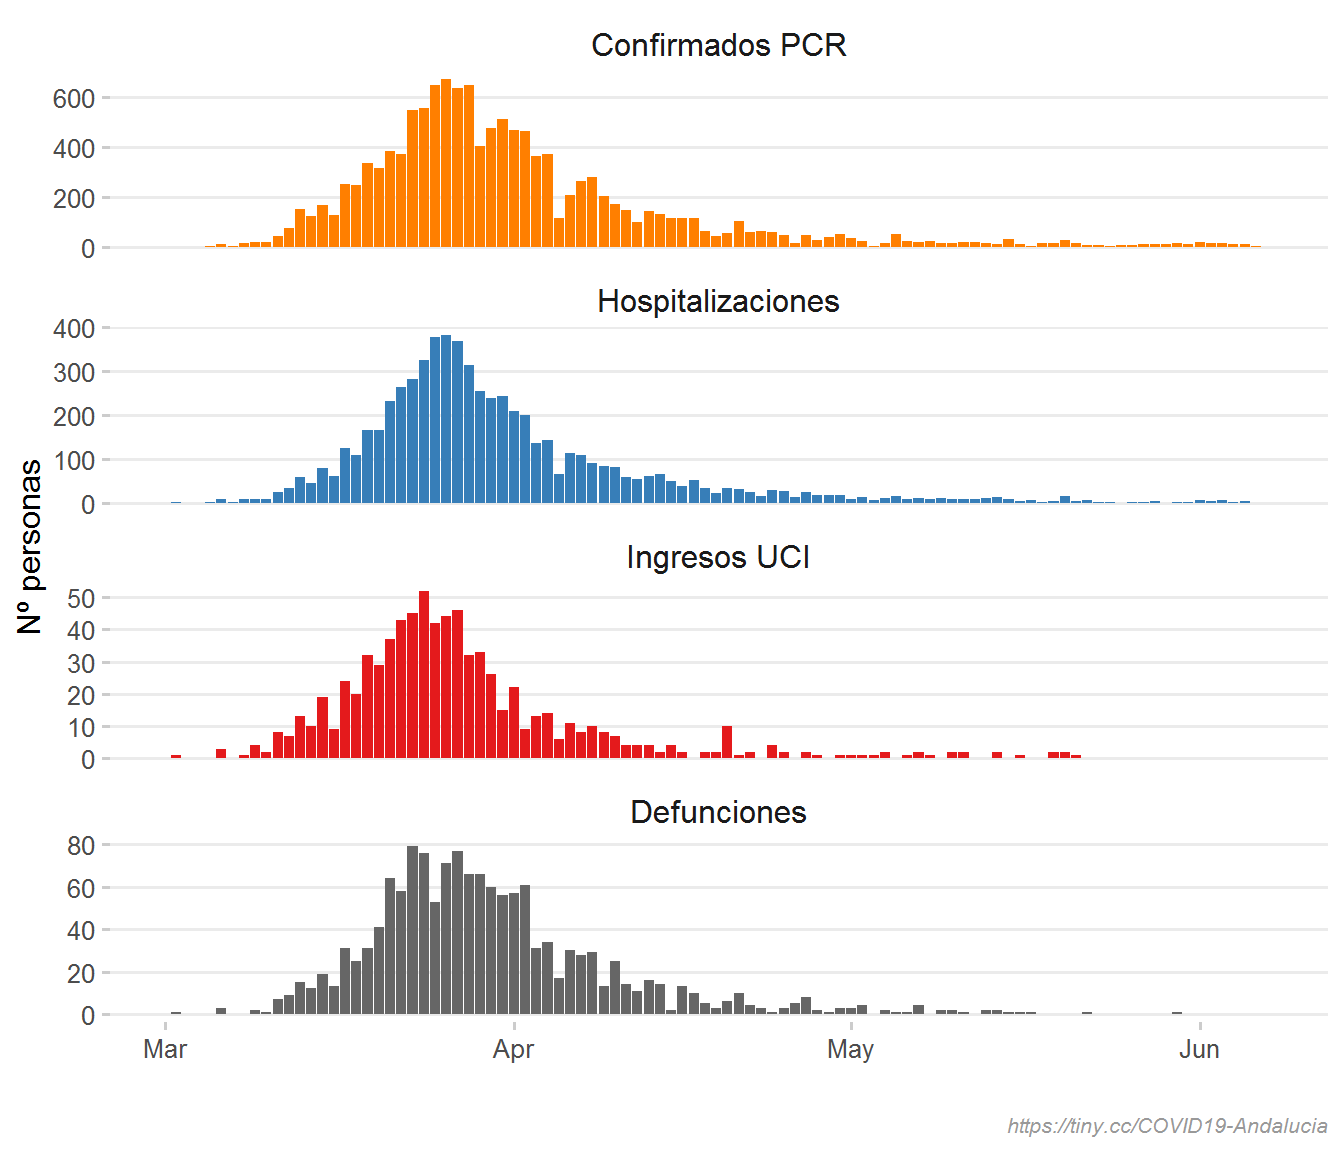 Confirmados PCR
600
400
200
0
Hospitalizaciones
400
300
200
100
0
Ingresos UCI
50
40
30
20
10
0
Defunciones
80
60
40
20
0
Nº personas
Mar Apr May Jun
https://tiny.cc/COVID19-Andalucia